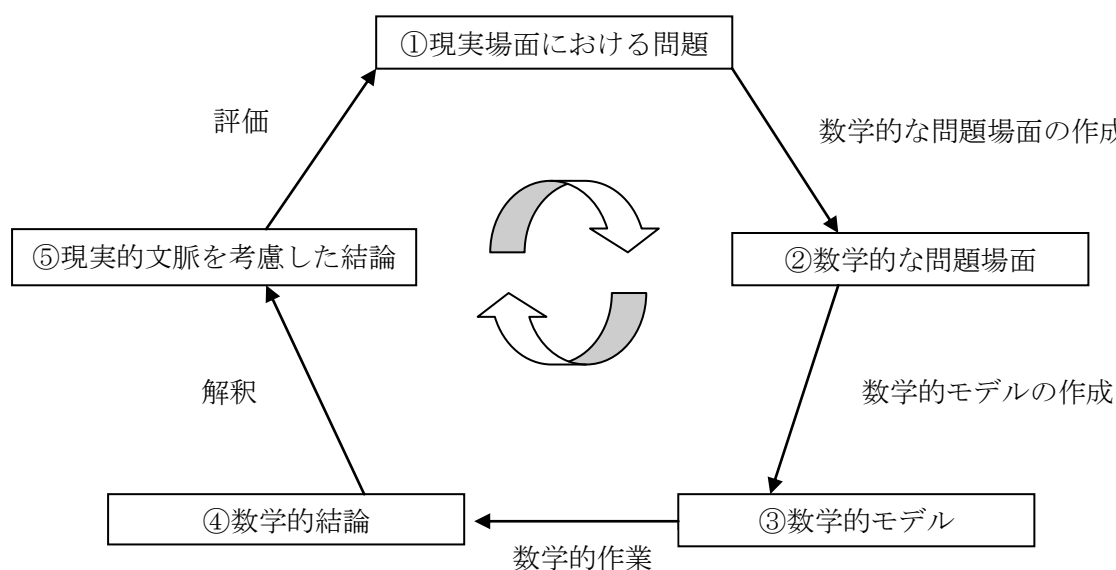 ①現実場面における問題
評価
数学的な問題場面の作成
⑤現実的文脈を考慮した結論
②数学的な問題場面
解釈
数学的モデルの作成
④数学的結論
③数学的モデル
数学的作業